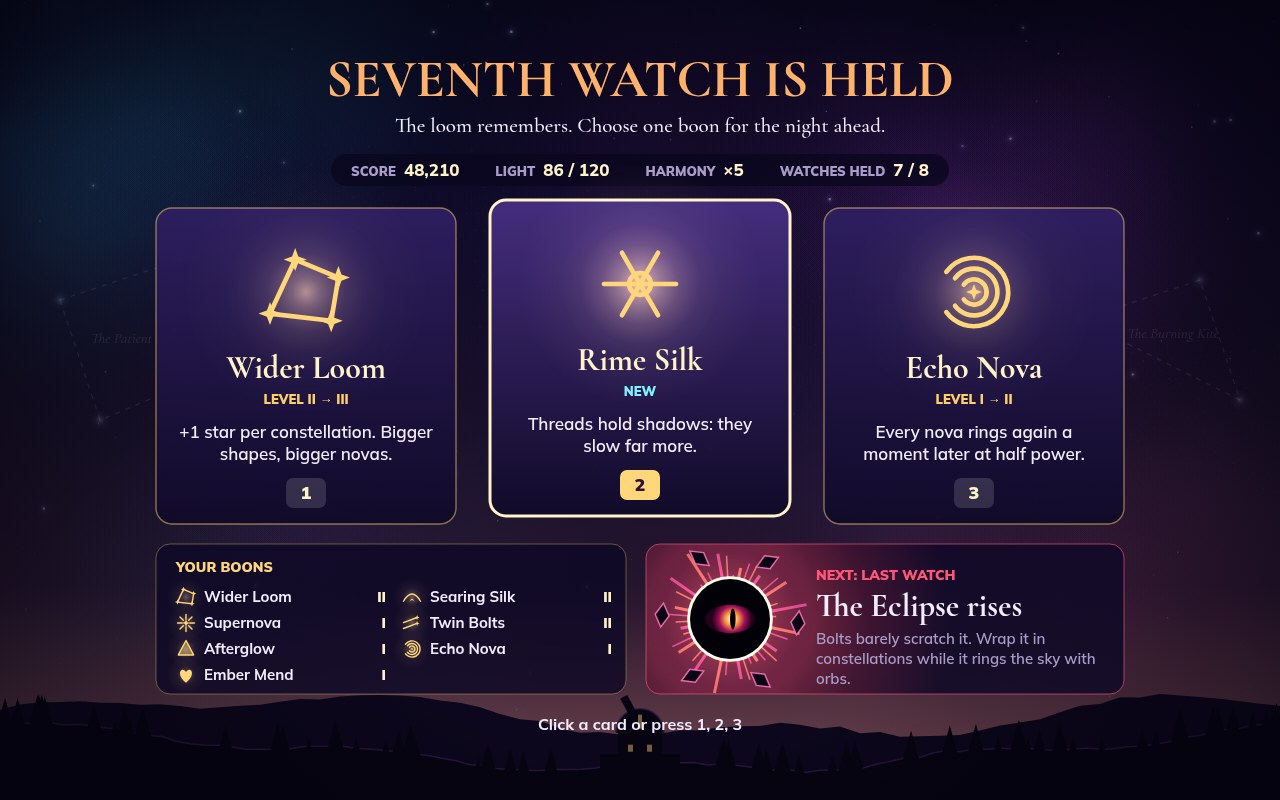 SEVENTH WATCH IS HELD
The loom remembers. Choose one boon for the night ahead.
SCORE 48,210 LIGHT 86 / 120 HARMONY ×5 WATCHES HELD 7 / 8
Wider Loom
LEVEL II → III
+1 star per constellation. Bigger
shapes, bigger novas.
1
Rime Silk
NEW
Threads hold shadows: they
slow far more.
2
Echo Nova
LEVEL I → II
Every nova rings again a
moment later at half power.
3
The Patient
The Burning Kite
YOUR BOONS
Wider Loom II
Supernova I
Afterglow I
Ember Mend I
Searing Silk II
Twin Bolts II
Echo Nova I
NEXT: LAST WATCH
The Eclipse rises
Bolts barely scratch it. Wrap it in
constellations while it rings the sky with
orbs.
Click a card or press 1, 2, 3